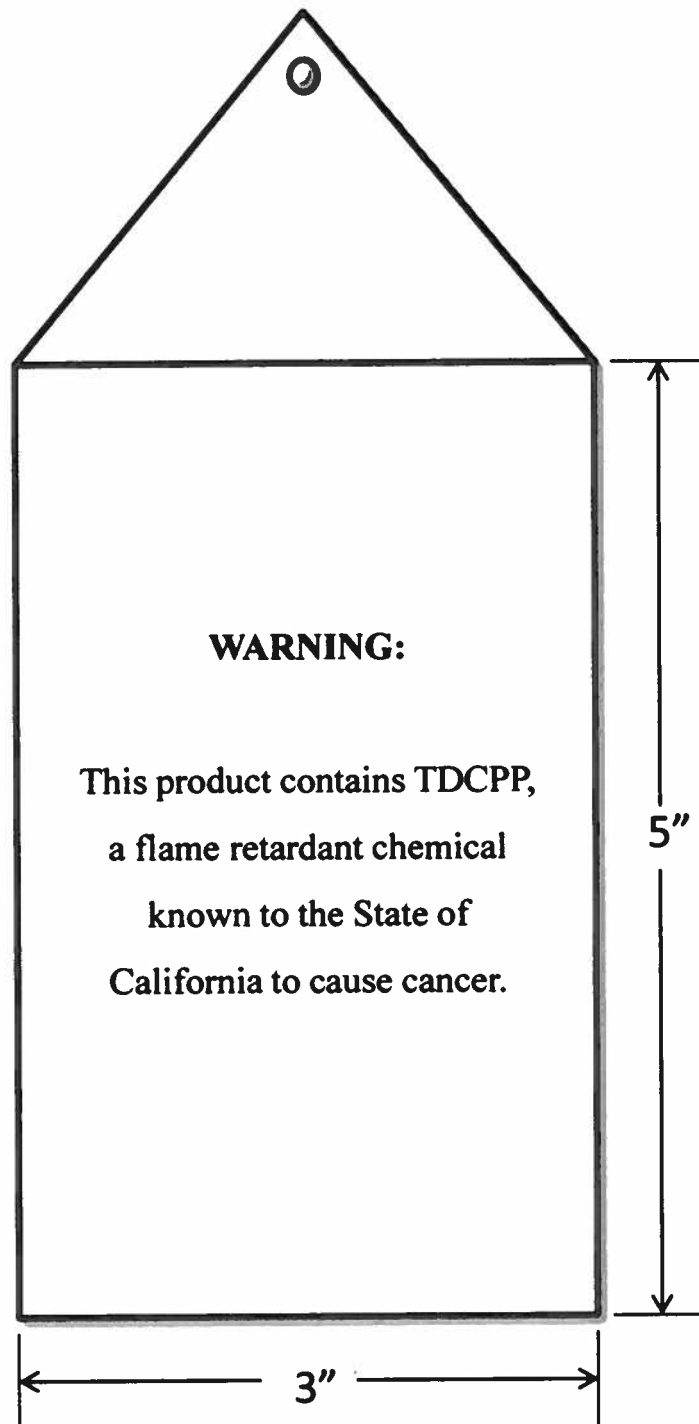 WARNING:
This product contains TDCPP,
a flame retardant chemical
known to the State of
California to cause cancer.
5"
3"